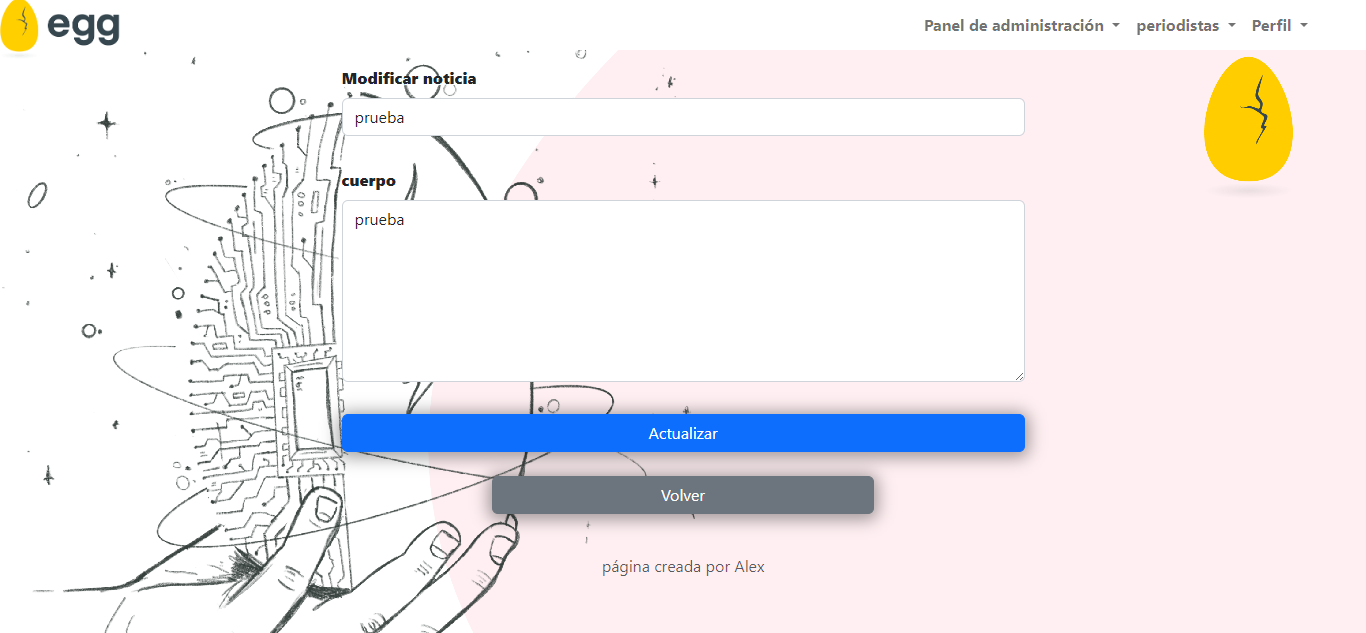 egg
Panel de administración periodistas Perfil
Modificar noticia
prueba
cuerpo
prueba
Actualizar
Volver
página creada por Alex